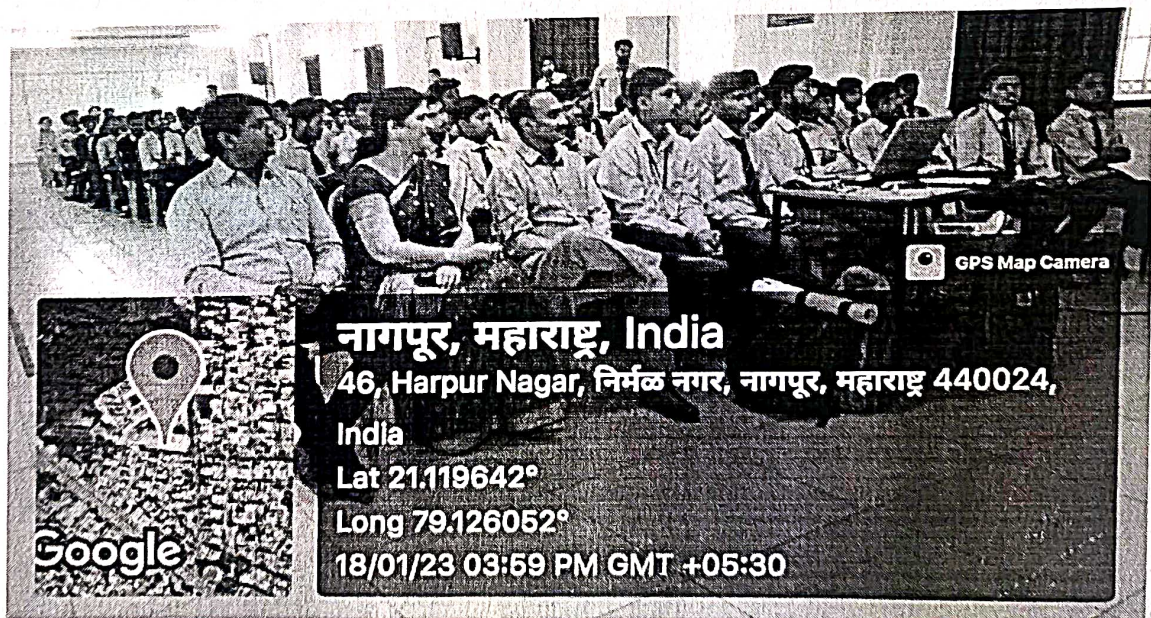 GPS Map Camera
नागपूर, महाराष्ट्र, India
46, Harpur Nagar, निर्मळ नगर, नागपूर, महाराष्ट्र 440024,
India
Lat 21.119642°
Long 79.126052°
18/01/23 03:59 PM GMT +05:30
Google